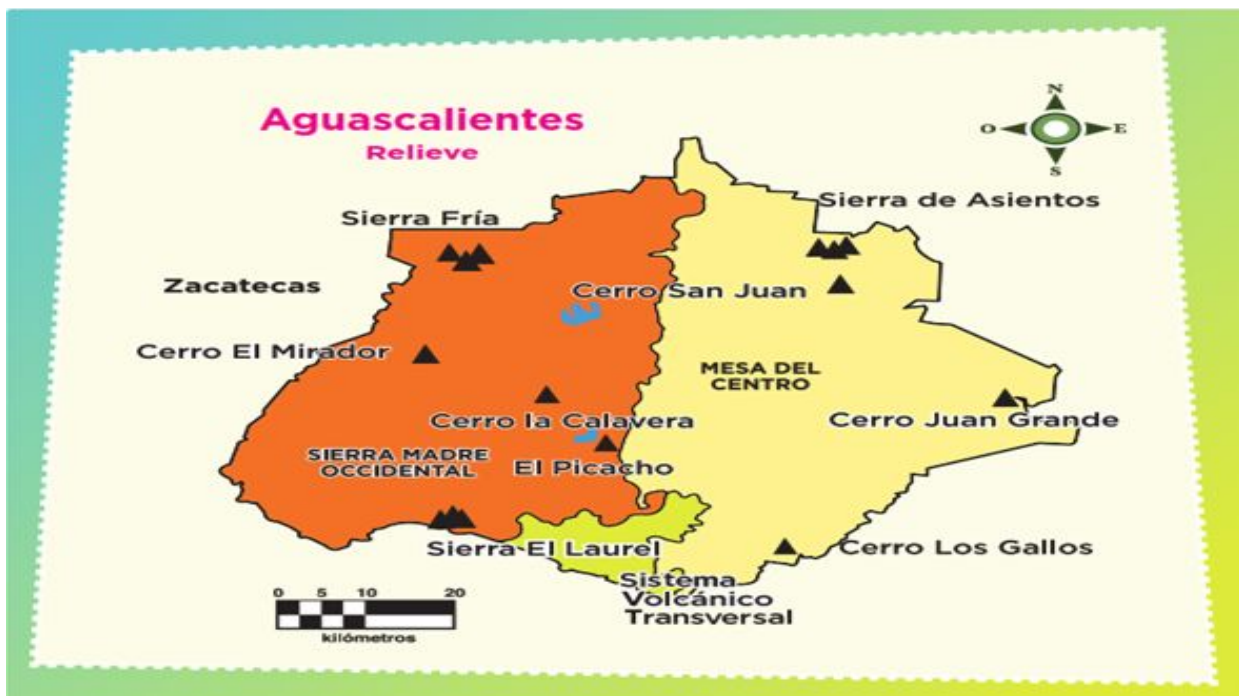 Aguascalientes
Relieve
N
O
E
S
Sierra de Asientos
Sierra Fría
Zacatecas
Cerro San Juan
Cerro El Mirador
MESA DEL
CENTRO
Cerro la Calavera
Cerro Juan Grande
SIERRA MADRE
OCCIDENTAL
El Picacho
Sierra El Laurel
Cerro Los Gallos
Sistema
Volcánico
Transversal
0 5 10 20
kilómetros